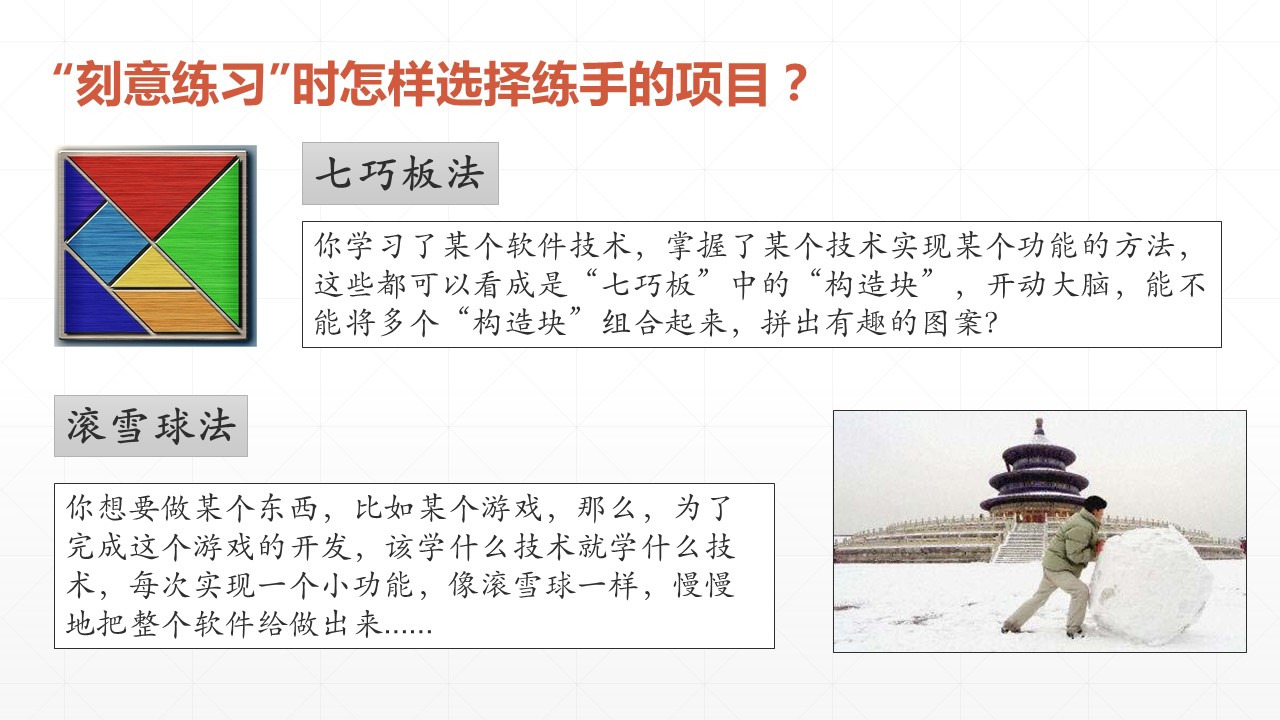 “刻意练习”时怎样选择练手的项目？
七巧板法
你学习了某个软件技术，掌握了某个技术实现某个功能的方法，
这些都可以看成是“七巧板”中的“构造块”，开动大脑，能不
能将多个“构造块”组合起来，拼出有趣的图案？
滚雪球法
你想要做某个东西，比如某个游戏，那么，为了
完成这个游戏的开发，该学什么技术就学什么技
术，每次实现一个小功能，像滚雪球一样，慢慢
地把整个软件给做出来……